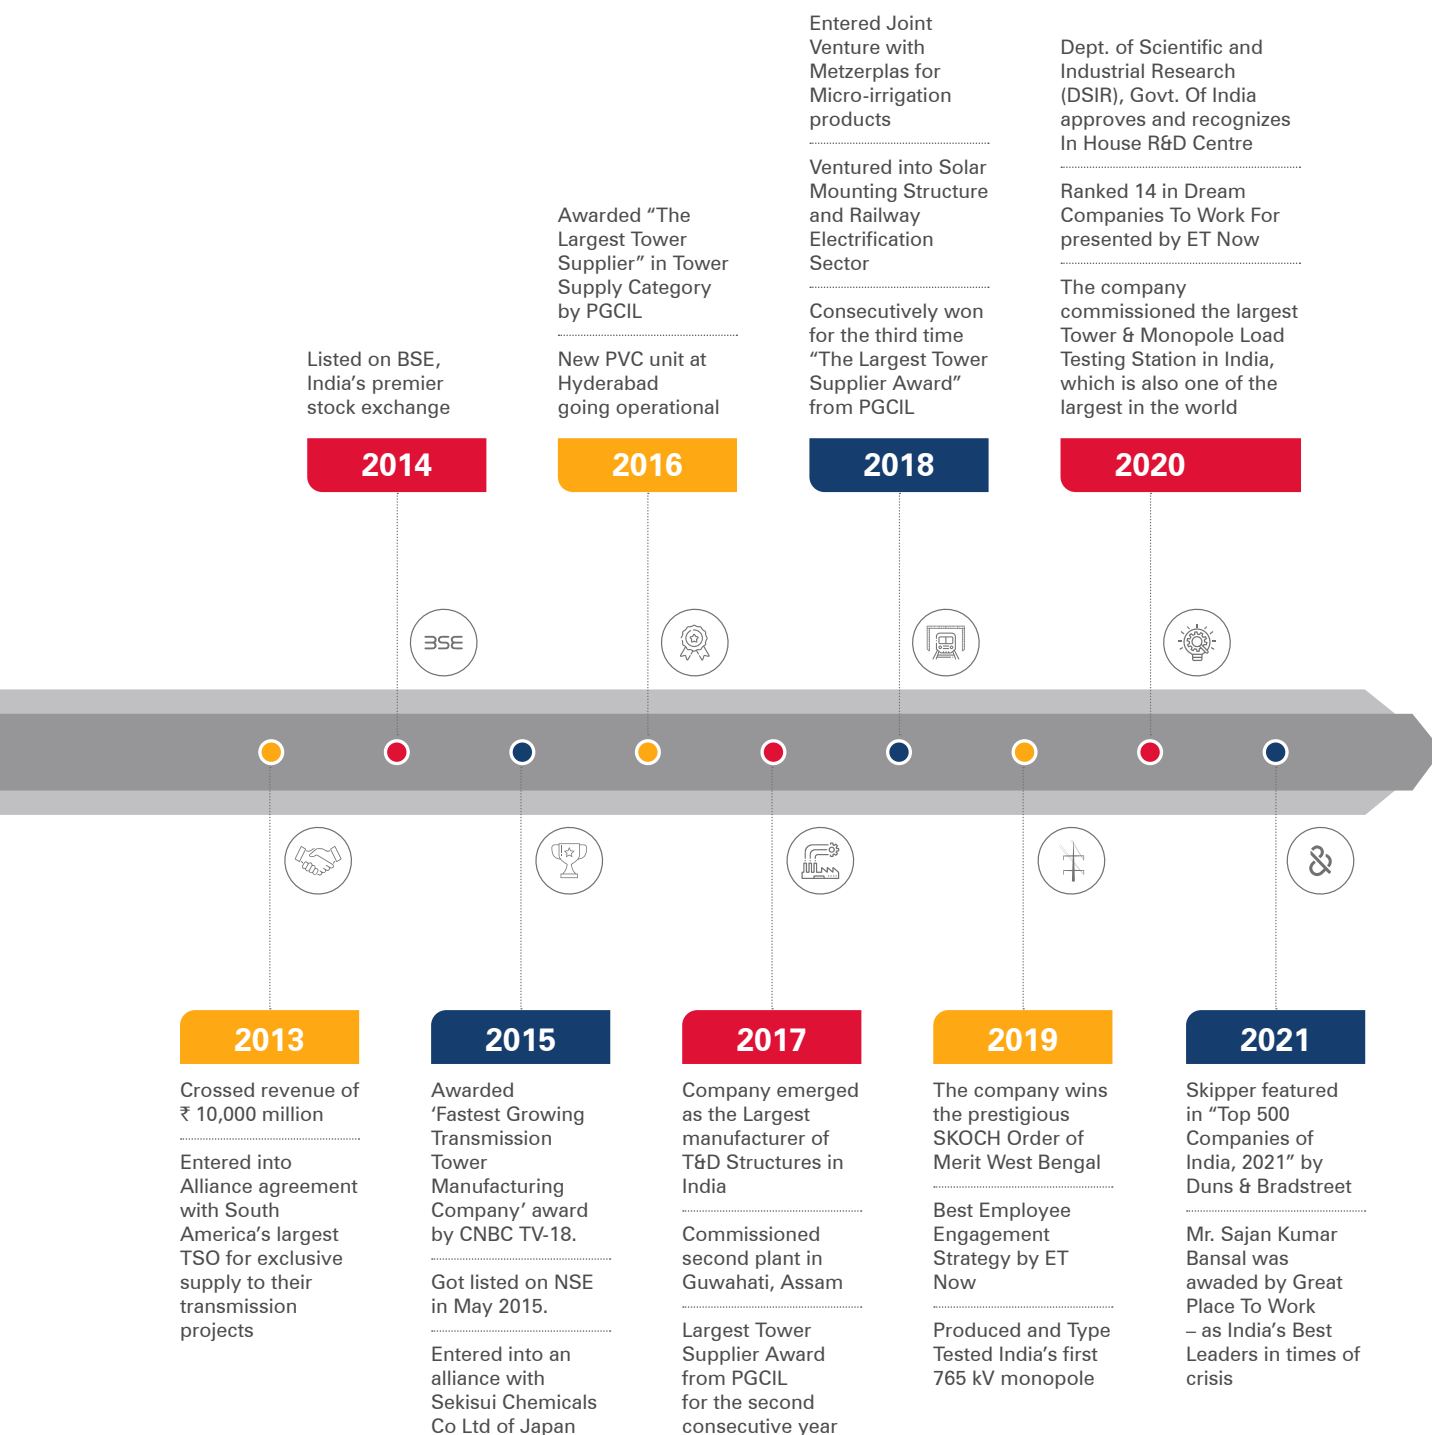 Listed on BSE,
India’s premier
stock exchange
2014
Awarded “The
Largest Tower
Supplier” in Tower
Supply Category
by PGCIL
New PVC unit at
Hyderabad
going operational
2016
Entered Joint
Venture with
Metzerplas for
Micro-irrigation
products
Ventured into Solar
Mounting Structure
and Railway
Electrification
Sector
Consecutively won
for the third time
“The Largest Tower
Supplier Award”
from PGCIL
2018
Dept. of Scientific and
Industrial Research
(DSIR), Govt. Of India
approves and recognizes
In House R&D Centre
Ranked 14 in Dream
Companies To Work For
presented by ET Now
The company
commissioned the largest
Tower & Monopole Load
Testing Station in India,
which is also one of the
largest in the world
2020
BSE
2013
Crossed revenue of
₹ 10,000 million
Entered into
Alliance agreement
with South
America’s largest
TSO for exclusive
supply to their
transmission
projects
2015
Awarded
‘Fastest Growing
Transmission
Tower
Manufacturing
Company’ award
by CNBC TV-18.
Got listed on NSE
in May 2015.
Entered into an
alliance with
Sekisui Chemicals
Co Ltd of Japan
2017
Company emerged
as the Largest
manufacturer of
T&D Structures in
India
Commissioned
second plant in
Guwahati, Assam
Largest Tower
Supplier Award
from PGCIL
for the second
consecutive year
2019
The company wins
the prestigious
SKOCH Order of
Merit West Bengal
Best Employee
Engagement
Strategy by ET
Now
Produced and Type
Tested India’s first
765 kV monopole
&
2021
Skipper featured
in “Top 500
Companies of
India, 2021” by
Duns & Bradstreet
Mr. Sajan Kumar
Bansal was
awaded by Great
Place To Work
– as India’s Best
Leaders in times of
crisis